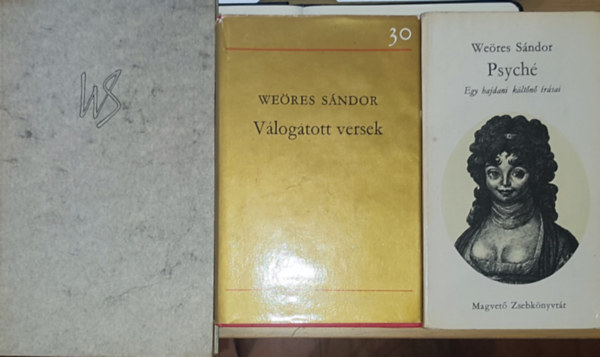 WS
30
WEÖRES SÁNDOR
Válogatott versek
Weöres Sándor
Psyché
Egy hajdani költőnő írásai
Magvető Zsebkönyvtár